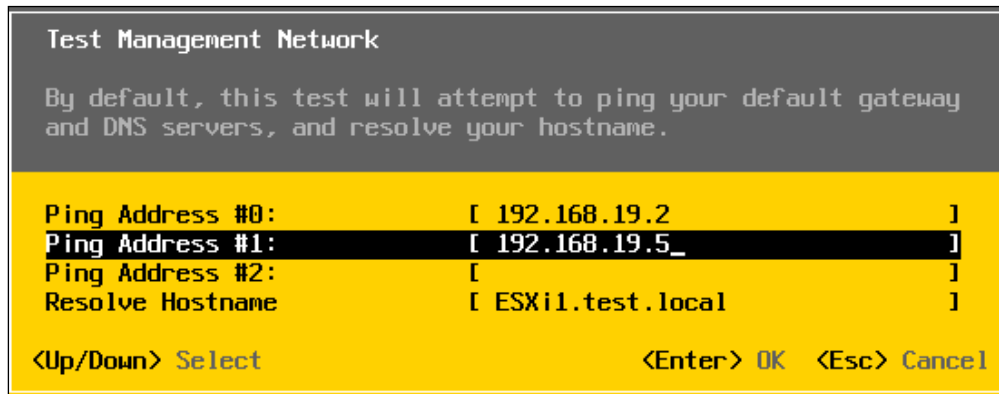 Test Management Network
By default, this test will attempt to ping your default gateway
and DNS servers, and resolve your hostname.
Ping Address #0: [ 192.168.19.2 ]
Ping Address #1: [ 192.168.19.5_ ]
Ping Address #2: [ ]
Resolve Hostname [ ESXi1.test.local ]
<Up/Down> Select <Enter> OK <Esc> Cancel